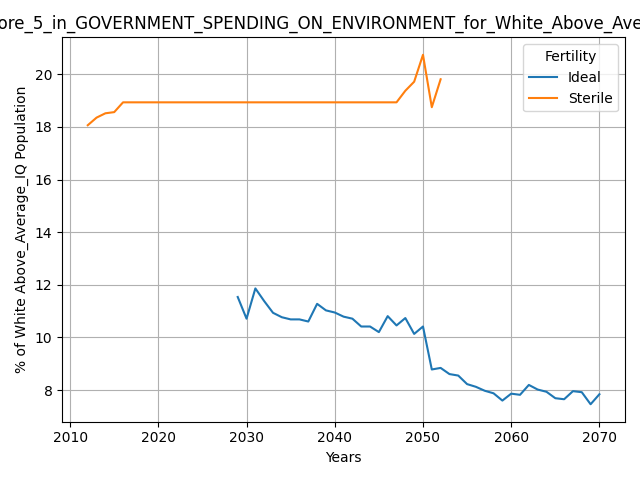 ore_5_in_GOVERNMENT_SPENDING_ON_ENVIRONMENT_for_White_Above_Ave
Fertility
Ideal
Sterile
% of White Above_Average_IQ Population
20
18
16
14
12
10
8
2010 2020 2030 2040 2050 2060 2070
Years